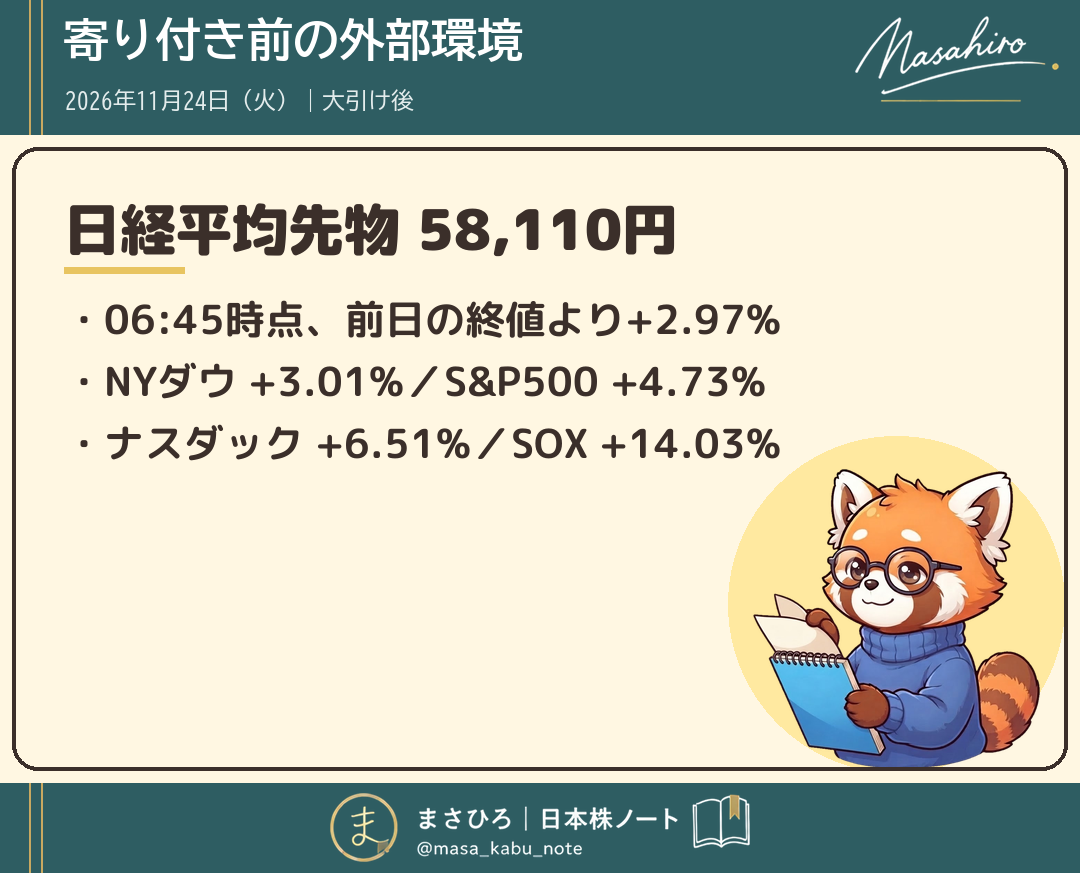 寄り付き前の外部環境
Masahiro
2026年11月24日（火）｜大引け後
日経平均先物 58,110円
・06:45時点、前日の終値より+2.97%
・NYダウ +3.01%／S&P500 +4.73%
・ナスダック +6.51%／SOX +14.03%
ま
まさひろ｜日本株ノート
@masa_kabu_note